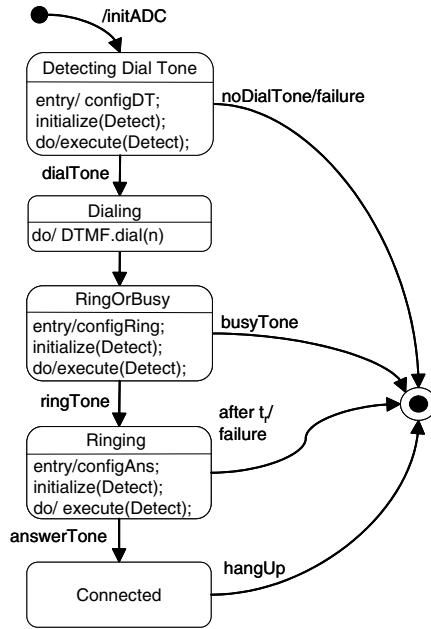 /initADC
Detecting Dial Tone
entry/ configDT;
initialize(Detect);
do/execute(Detect);
noDialTone/failure
dialTone
Dialing
do/ DTMF.dial(n)
RingOrBusy
entry/configRing;
initialize(Detect);
do/execute(Detect);
busyTone
ringTone
after tr/
failure
Ringing
entry/configAns;
initialize(Detect);
do/ execute(Detect);
answerTone
hangUp
Connected